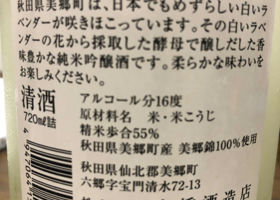 秋田県美郷町は、日本でもめずらしい白いラ
ベンダーが咲きほこっています。その白いラ
ベンダーの花から採取した酵母で醸しだした香
味豊かな純米吟醸酒です。柔らかな味わいを
お楽しみください。
清酒
720㎖詰
アルコール分16度
原材料名 米・米こうじ
精米歩合55%
秋田県美郷町産 美郷錦100%使用
秋田県仙北郡美郷町
六郷字宝門清水72-13
酒造店